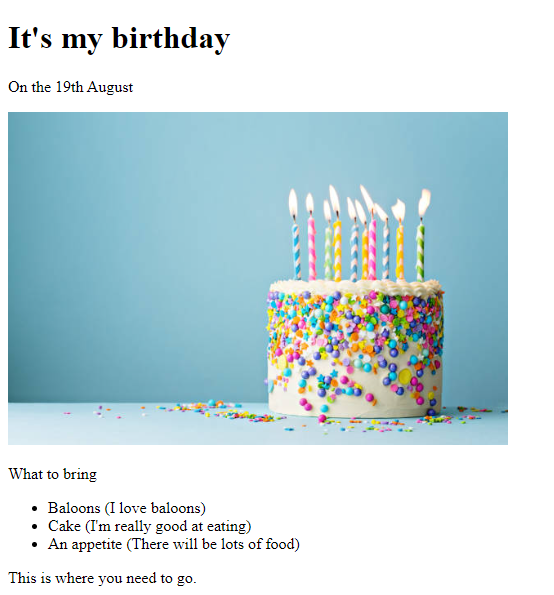 It's my birthday
On the 19th August
What to bring
Baloons (I love baloons)
Cake (I'm really good at eating)
An appetite (There will be lots of food)
This is where you need to go.